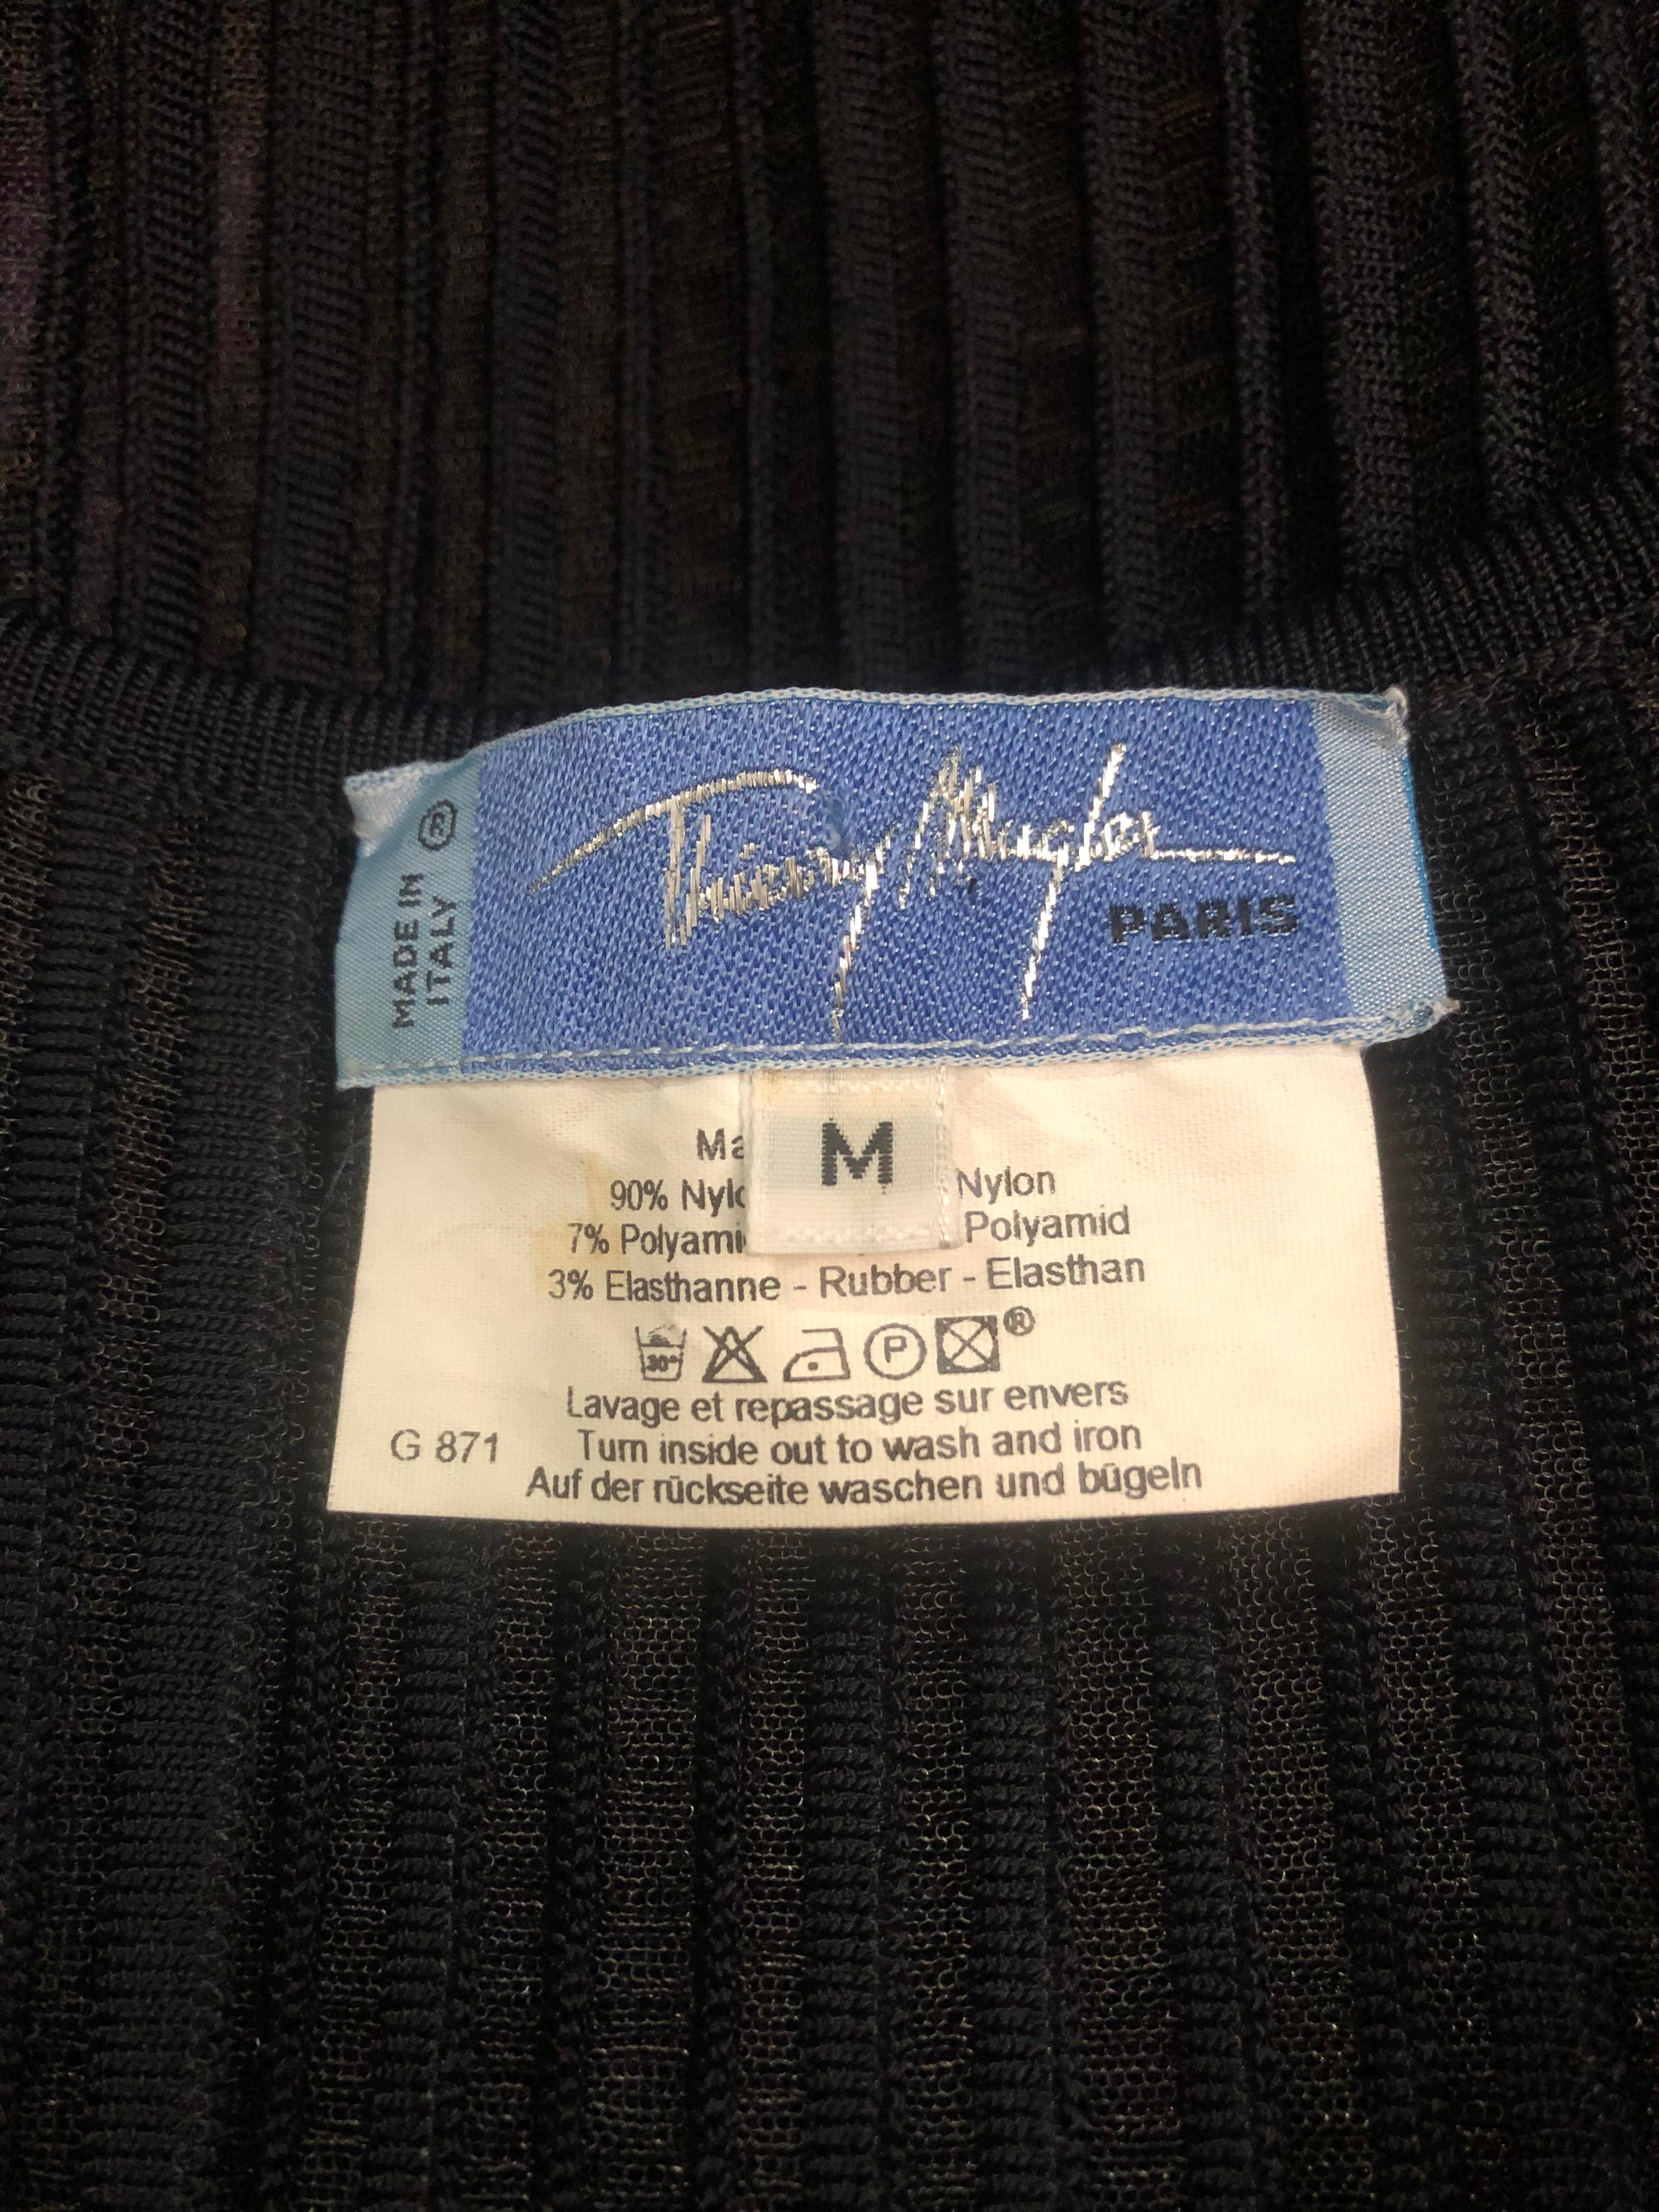 MADE IN
ITALY
®
Thierry Mugler
PARIS
M
90% Nylo Nylon
7% Polyami Polyamid
3% Elasthanne - Rubber - Elasthan
30°
P
®
Lavage et repassage sur envers
G 871
Turn inside out to wash and iron
Auf der rückseite waschen und bügeln